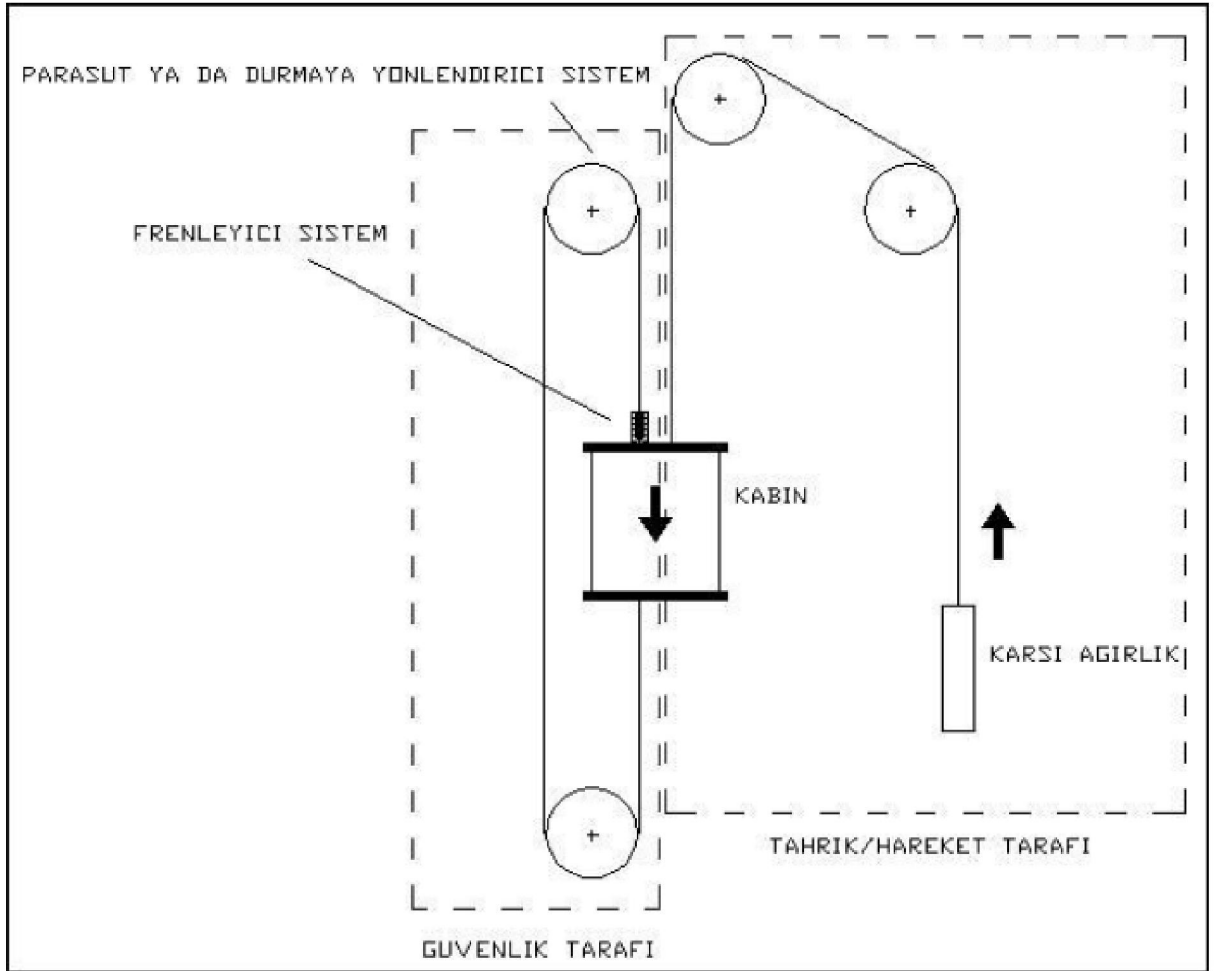 PARASUT YA DA DURMAYA YONLENDIRICI SISTEM
FRENLEYICI SISTEM
KABIN
KARSI AGIRLIK
TAHRIK/HAREKET TARAFI
GUVENLIK TARAFI